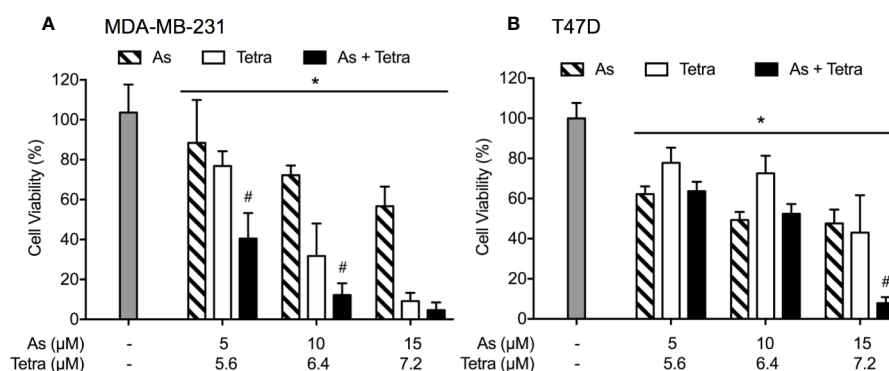 A MDA-MB-231
As Tetra As + Tetra
*
120
100
80
60
40
20
0
Cell Viability (%)
#
#
As (µM) - 5 10 15
Tetra (µM) - 5.6 6.4 7.2
B T47D
As Tetra As + Tetra
*
120
100
80
60
40
20
0
Cell Viability (%)
#
As (µM) - 5 10 15
Tetra (µM) - 5.6 6.4 7.2